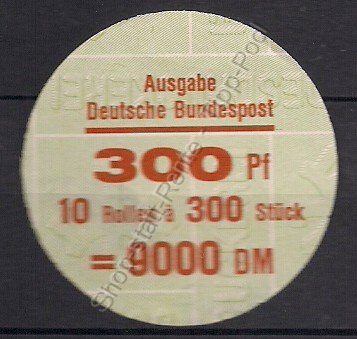 Ausgabe
Deutsche Bundespost
300 Pf
10 Rollen à 300 Stück
= 9000 DM